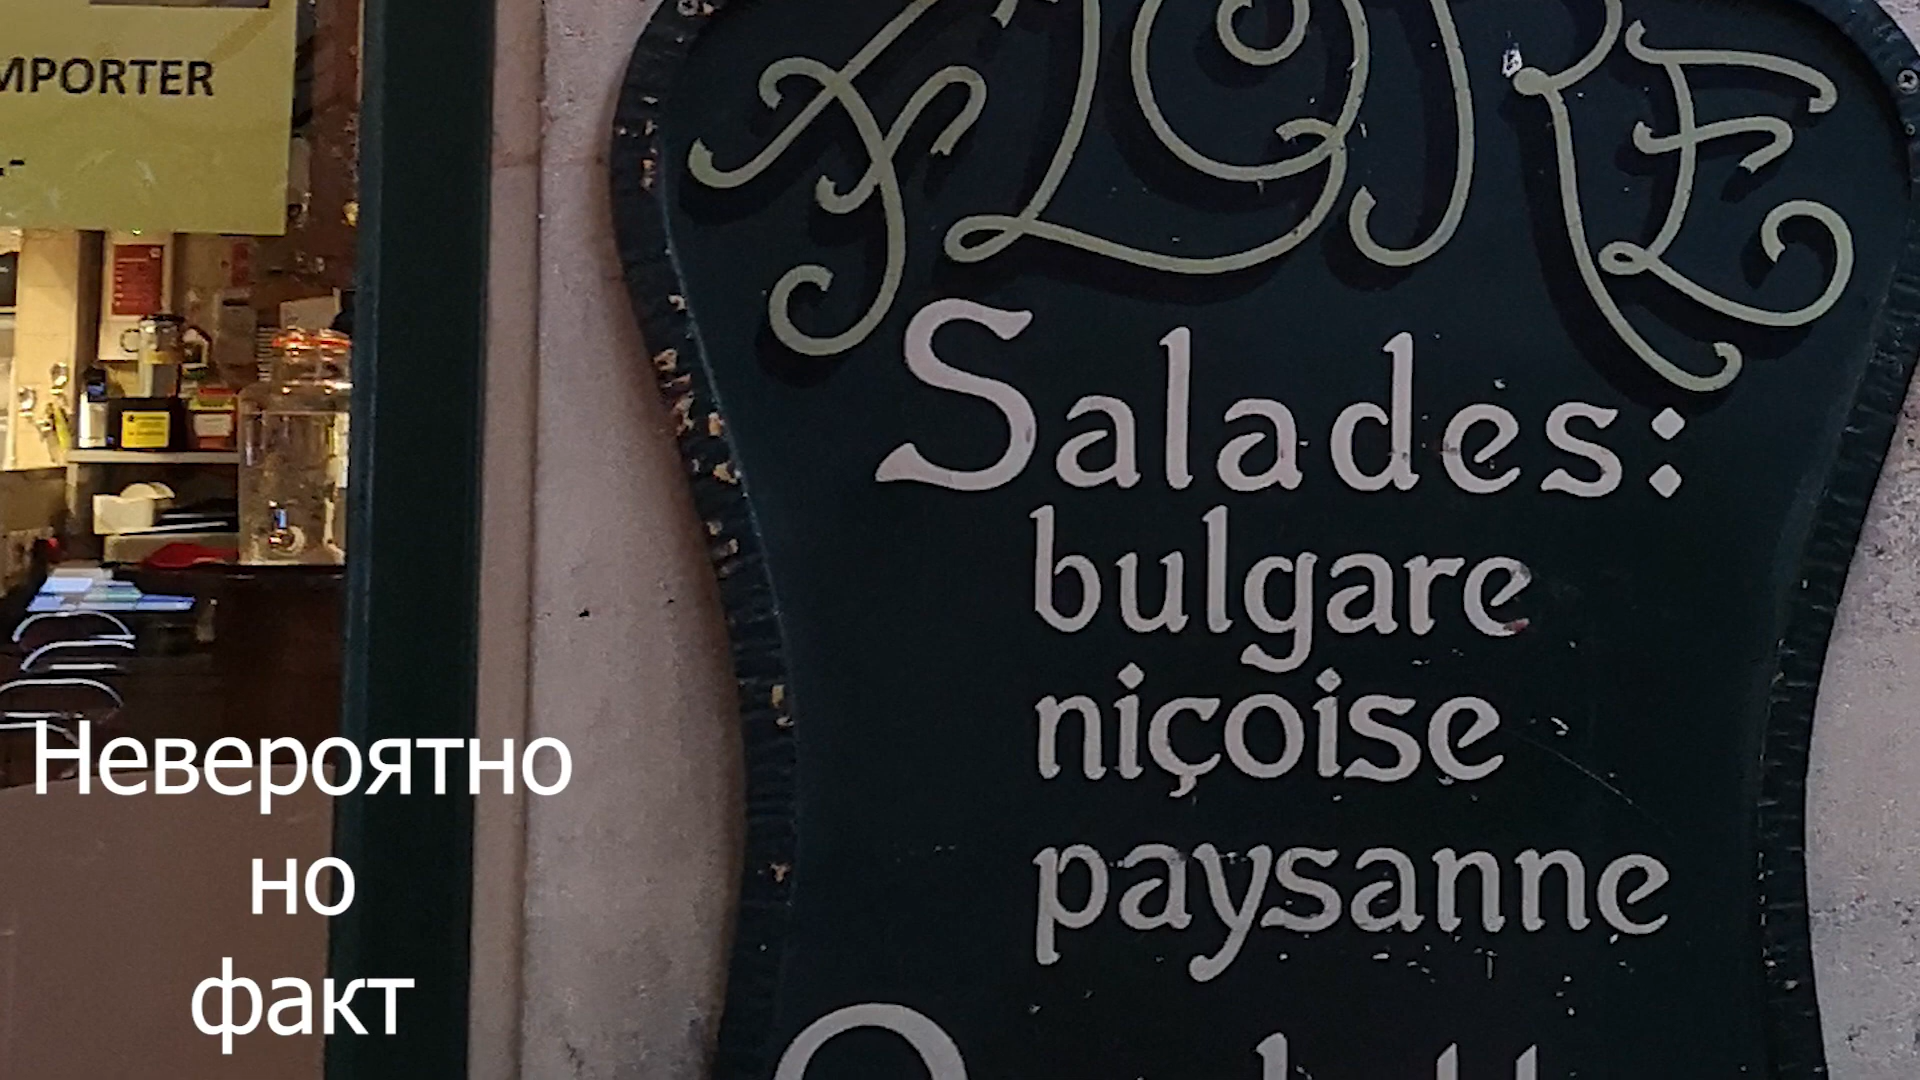 MPORTER
FLORE
Salades:
bulgare
niçoise
paysanne
Невероятно
но
факт